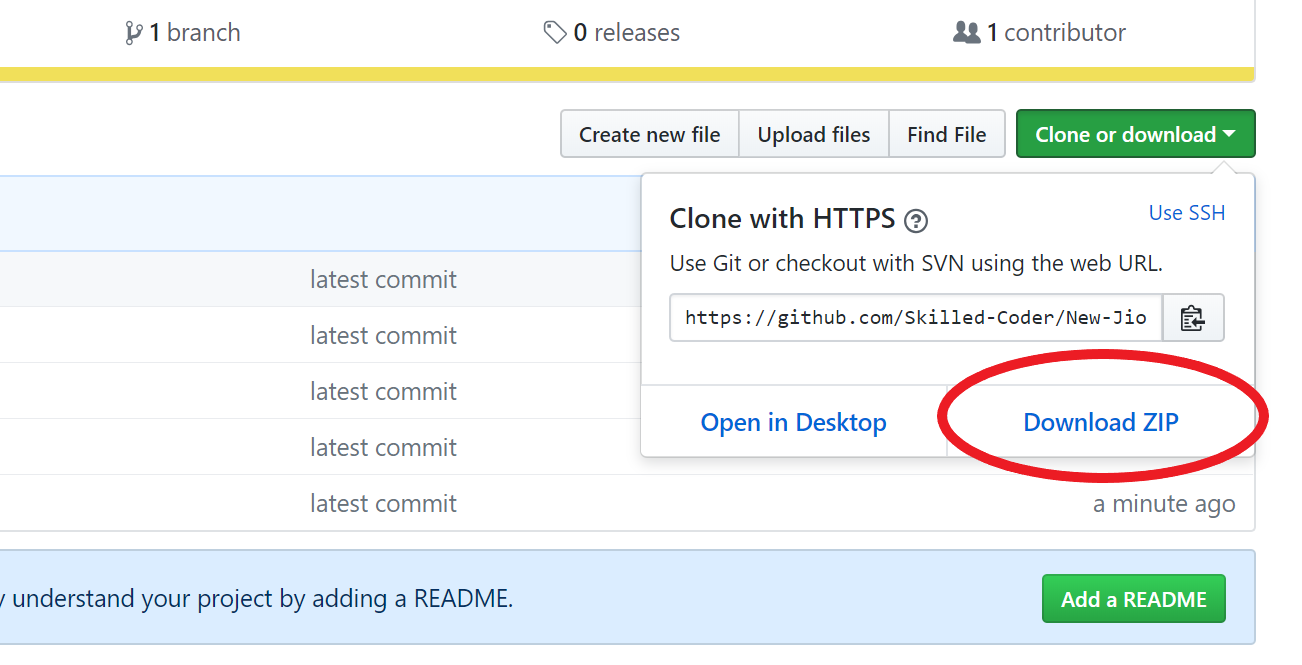 1 branch
0 releases
1 contributor
Create new file
Upload files
Find File
Clone or download
Clone with HTTPS
Use SSH
Use Git or checkout with SVN using the web URL.
https://github.com/Skilled-Coder/New-Jio
Open in Desktop
Download ZIP
latest commit
latest commit
latest commit
latest commit
latest commit
a minute ago
understand your project by adding a README.
Add a README